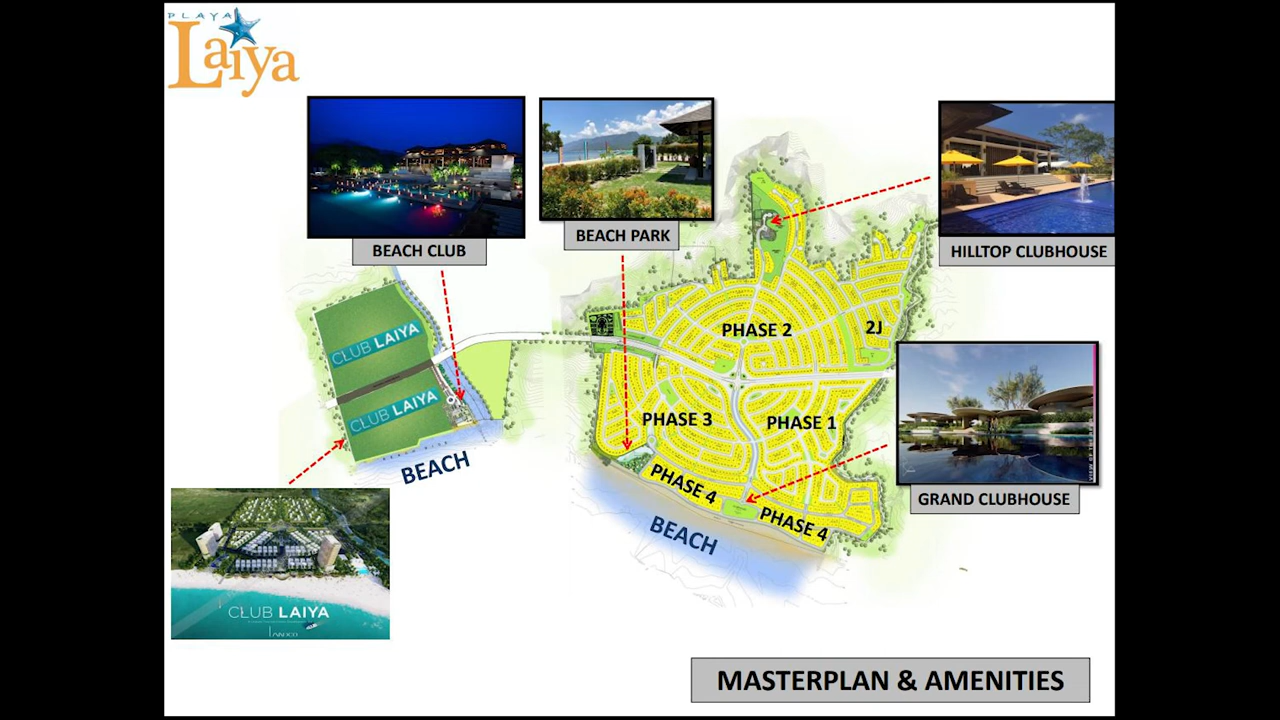 PLAYA
Laiya
BEACH CLUB
BEACH PARK
HILLTOP CLUBHOUSE
CLUB LAIYA
CLUB LAIYA
PHASE 2
2J
PHASE 3
PHASE 1
PHASE 4
PHASE 4
BEACH
BEACH
GRAND CLUBHOUSE
CLUB LAIYA
MASTERPLAN & AMENITIES